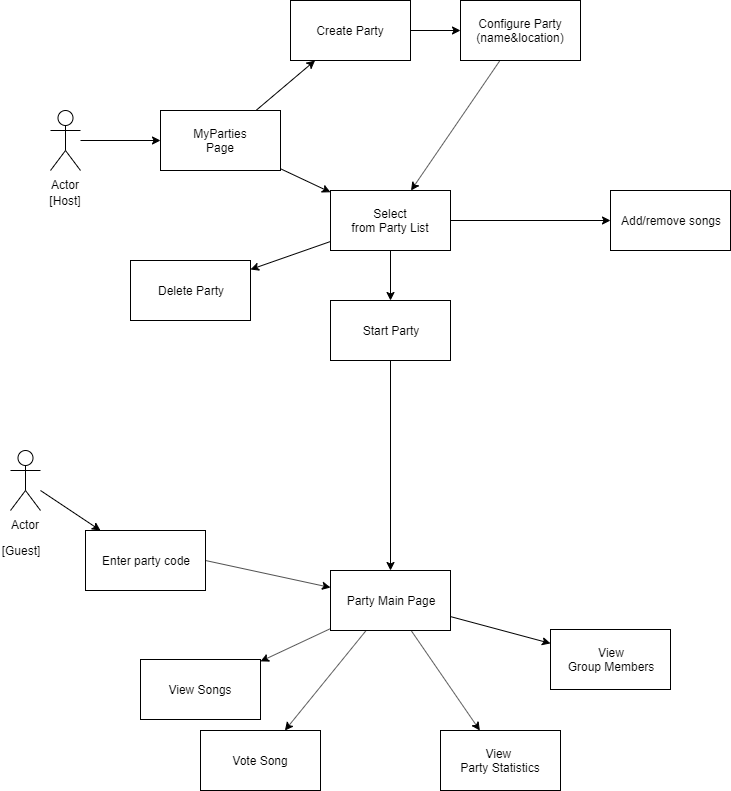 Create Party
Configure Party
(name&location)
MyParties
Page
Actor
[Host]
Select
from Party List
Add/remove songs
Delete Party
Start Party
Actor
[Guest]
Enter party code
Party Main Page
View
Group Members
View Songs
Vote Song
View
Party Statistics